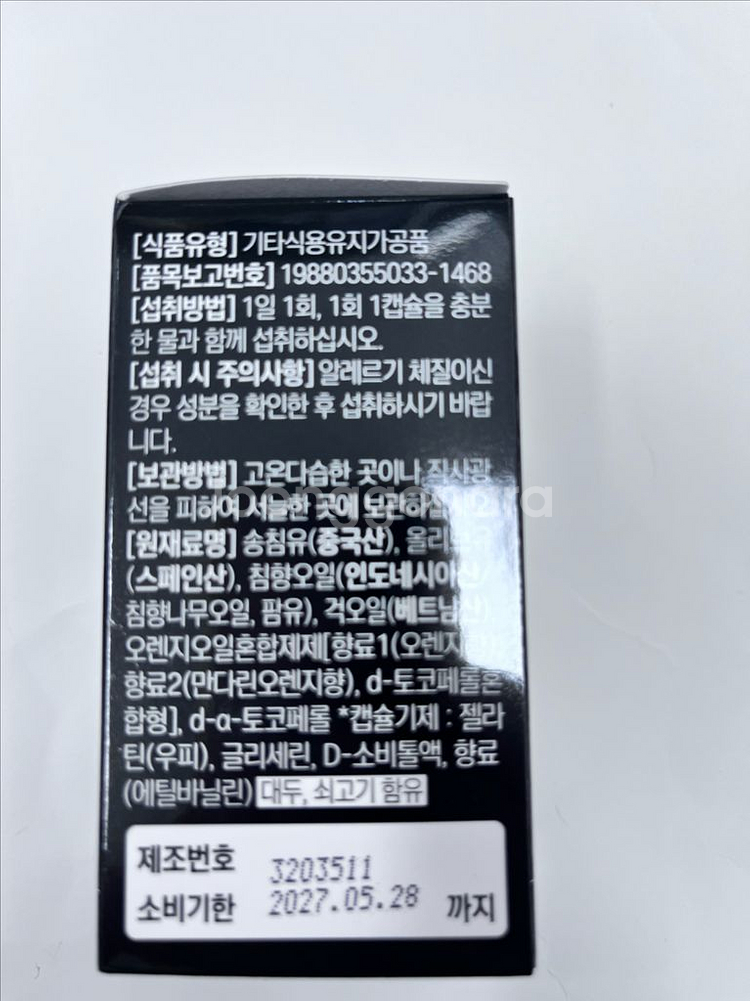 [식품유형] 기타식용유지가공품
[품목보고번호] 19880355033-1468
[섭취방법] 1일 1회, 1회 1캡슐을 충분
한 물과 함께 섭취하십시오.
[섭취 시 주의사항] 알레르기 체질이신
경우 성분을 확인한 후 섭취하시기 바랍
니다.
[보관방법] 고온다습한 곳이나 직사광
선을 피하여 서늘한 곳에
[원재료명] 송침유(중국산),
(스페인산), 침향오일(인도네시아산
침향나무오일, 팜유), 걱오일(베트남산),
오렌지오일혼합제제[향료1(오렌지향),
향료2(만다린오렌지향), d-토코페롤혼
합형], d-α-토코페롤 *캡슐기제 : 젤라
틴(우피), 글리세린, D-소비톨액, 향료
(에틸바닐린) 대두, 쇠고기 함유
제조번호 3203511
소비기한 2027.05.28 까지